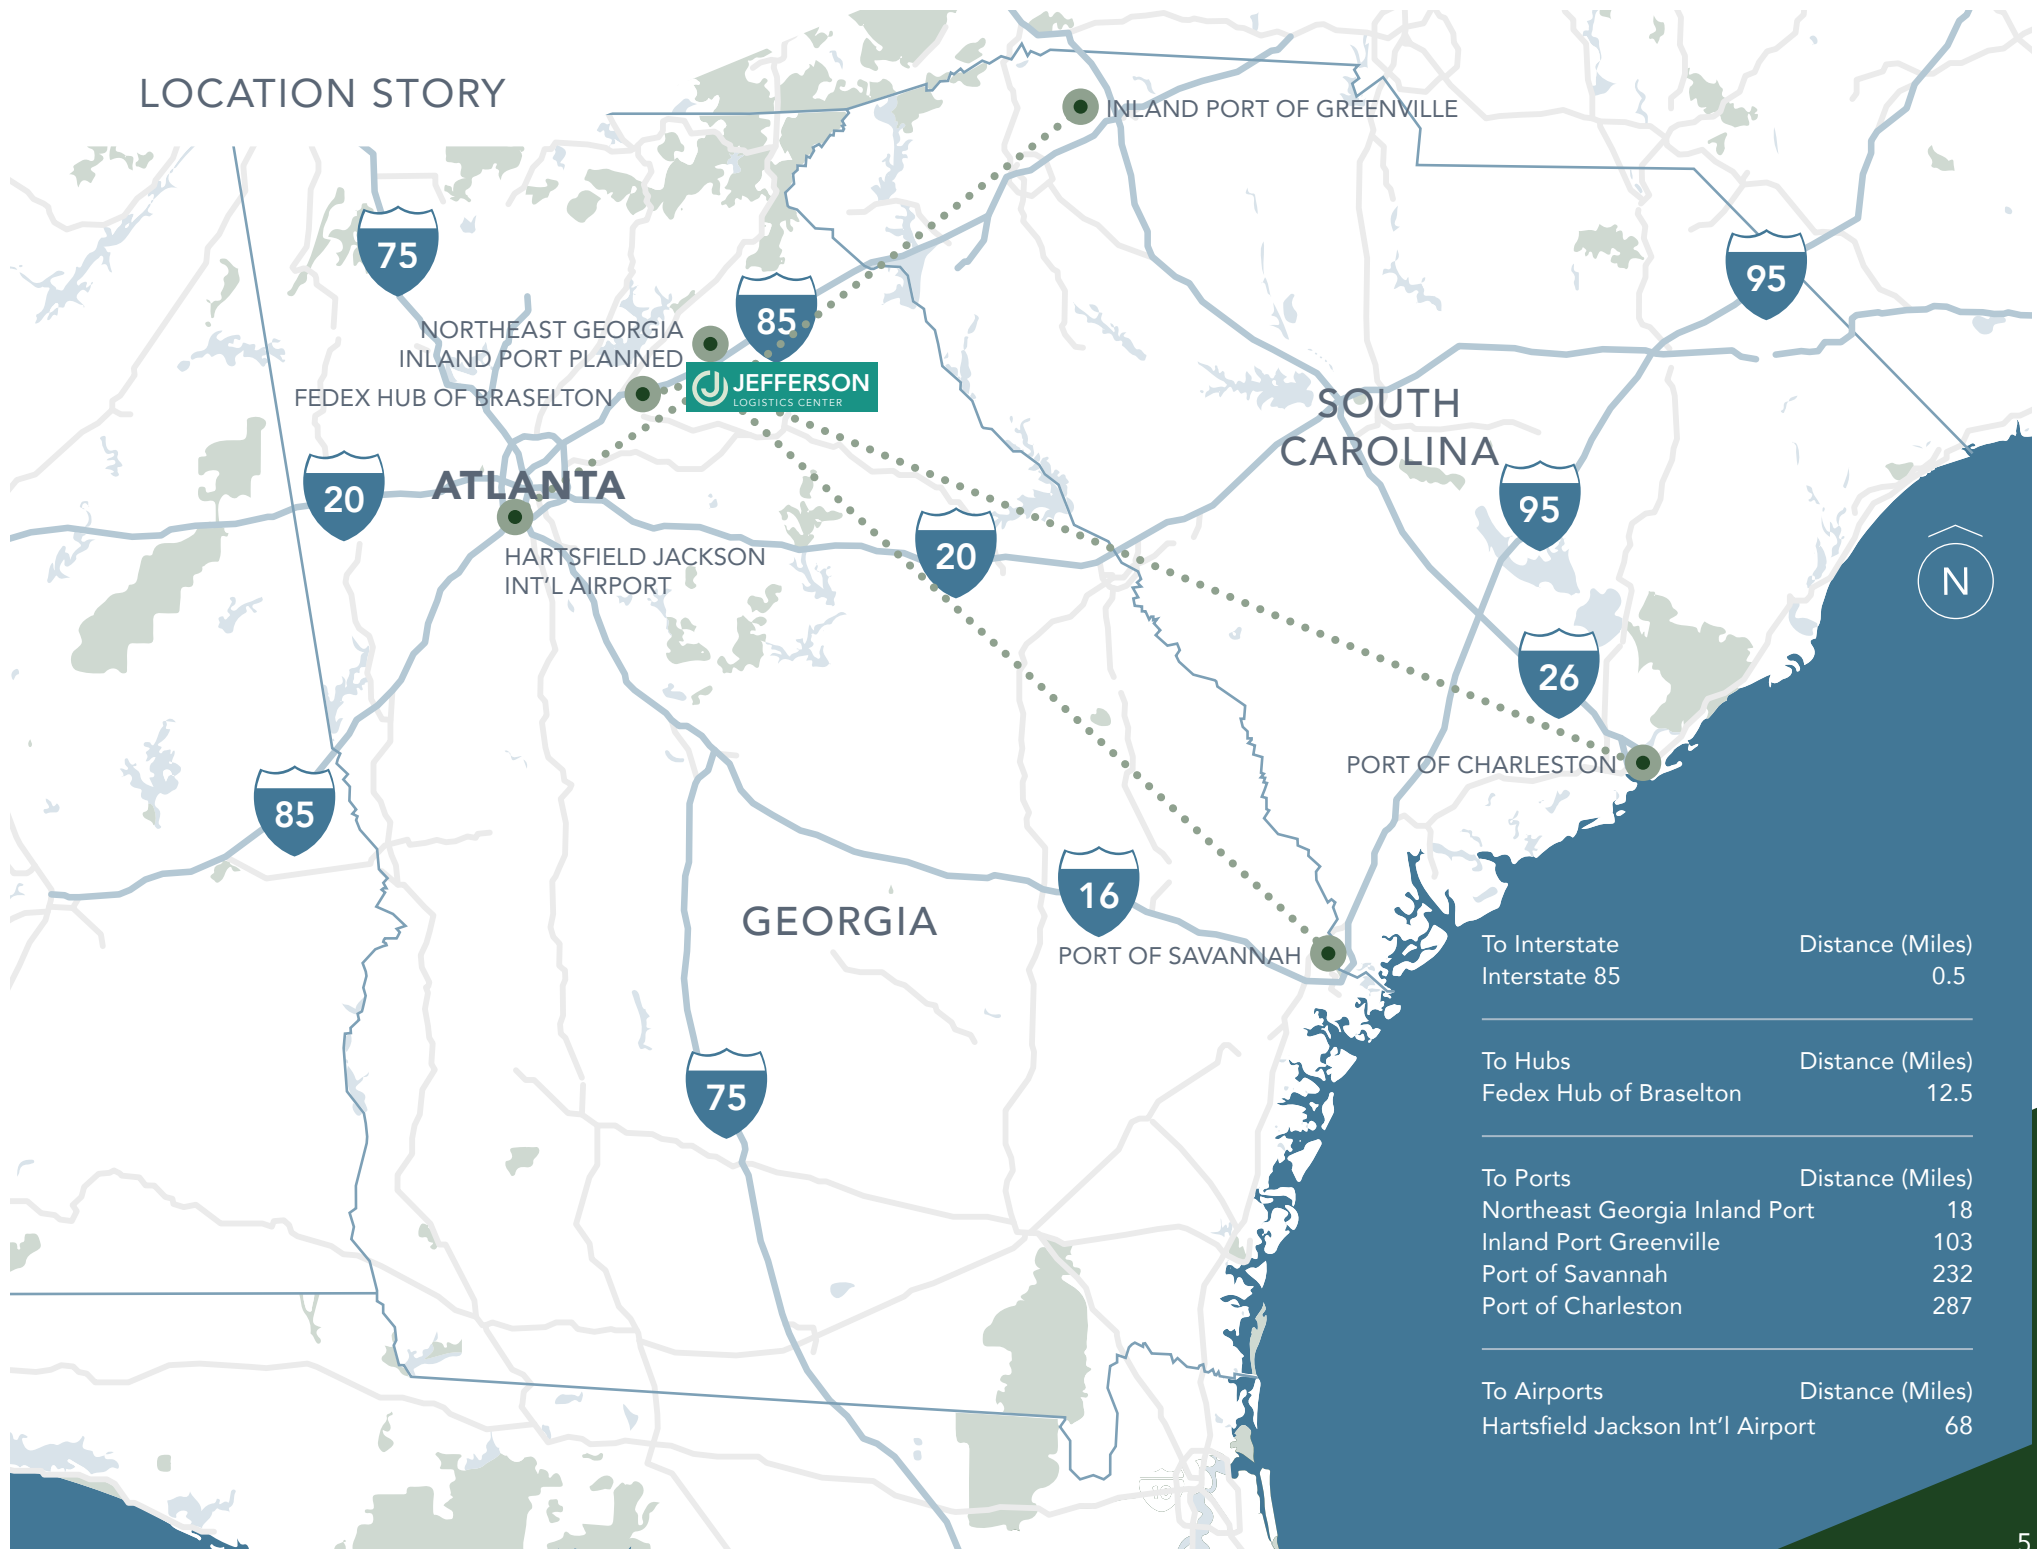 LOCATION STORY
INLAND PORT OF GREENVILLE
75
95
85
NORTHEAST GEORGIA
INLAND PORT PLANNED
JEFFERSON
LOGISTICS CENTER
FEDEX HUB OF BRASELTON
SOUTH
CAROLINA
20
ATLANTA
95
20
HARTSFIELD JACKSON
INT'L AIRPORT
N
26
PORT OF CHARLESTON
85
16
GEORGIA
PORT OF SAVANNAH
75
To Interstate Distance (Miles)
Interstate 85 0.5
To Hubs Distance (Miles)
Fedex Hub of Braselton 12.5
To Ports Distance (Miles)
Northeast Georgia Inland Port 18
Inland Port Greenville 103
Port of Savannah 232
Port of Charleston 287
To Airports Distance (Miles)
Hartsfield Jackson Int'l Airport 68
10
5